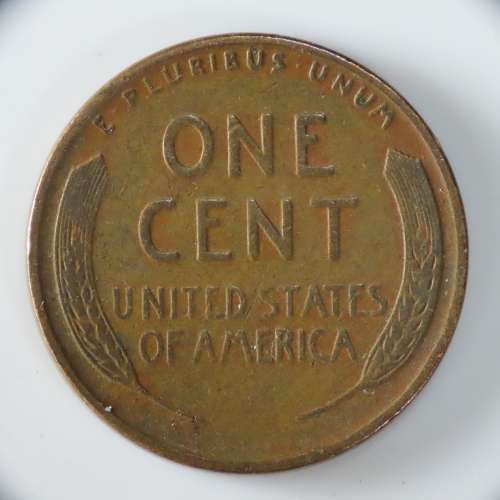 E · PLURIBUS · UNUM
ONE
CENT
UNITED STATES
OF AMERICA